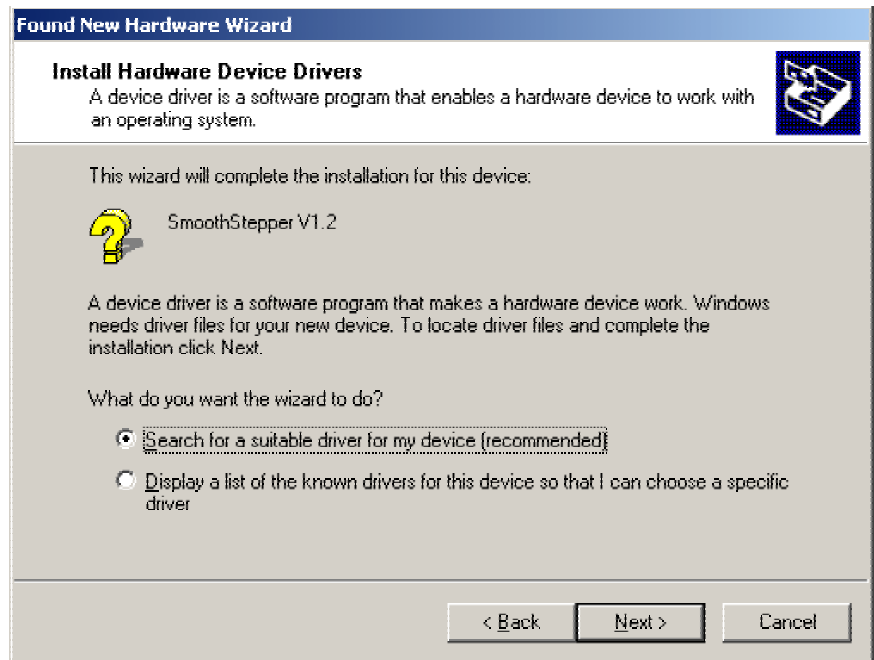 Found New Hardware Wizard
Install Hardware Device Drivers
A device driver is a software program that enables a hardware device to work with
an operating system.
This wizard will complete the installation for this device:
SmoothStepper V1.2
A device driver is a software program that makes a hardware device work. Windows
needs driver files for your new device. To locate driver files and complete the
installation click Next.
What do you want the wizard to do?
Search for a suitable driver for my device (recommended)
Display a list of the known drivers for this device so that I can choose a specific
driver
< Back
Next >
Cancel